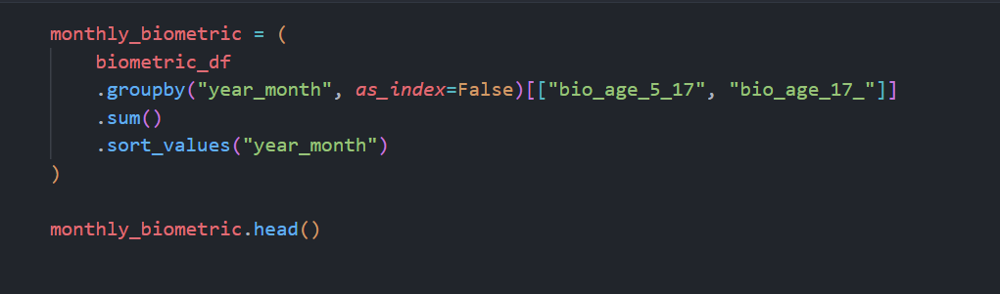 monthly_biometric = (
    biometric_df
    .groupby("year_month", as_index=False)[["bio_age_5_17", "bio_age_17_"]]
    .sum()
    .sort_values("year_month")
)
monthly_biometric.head()